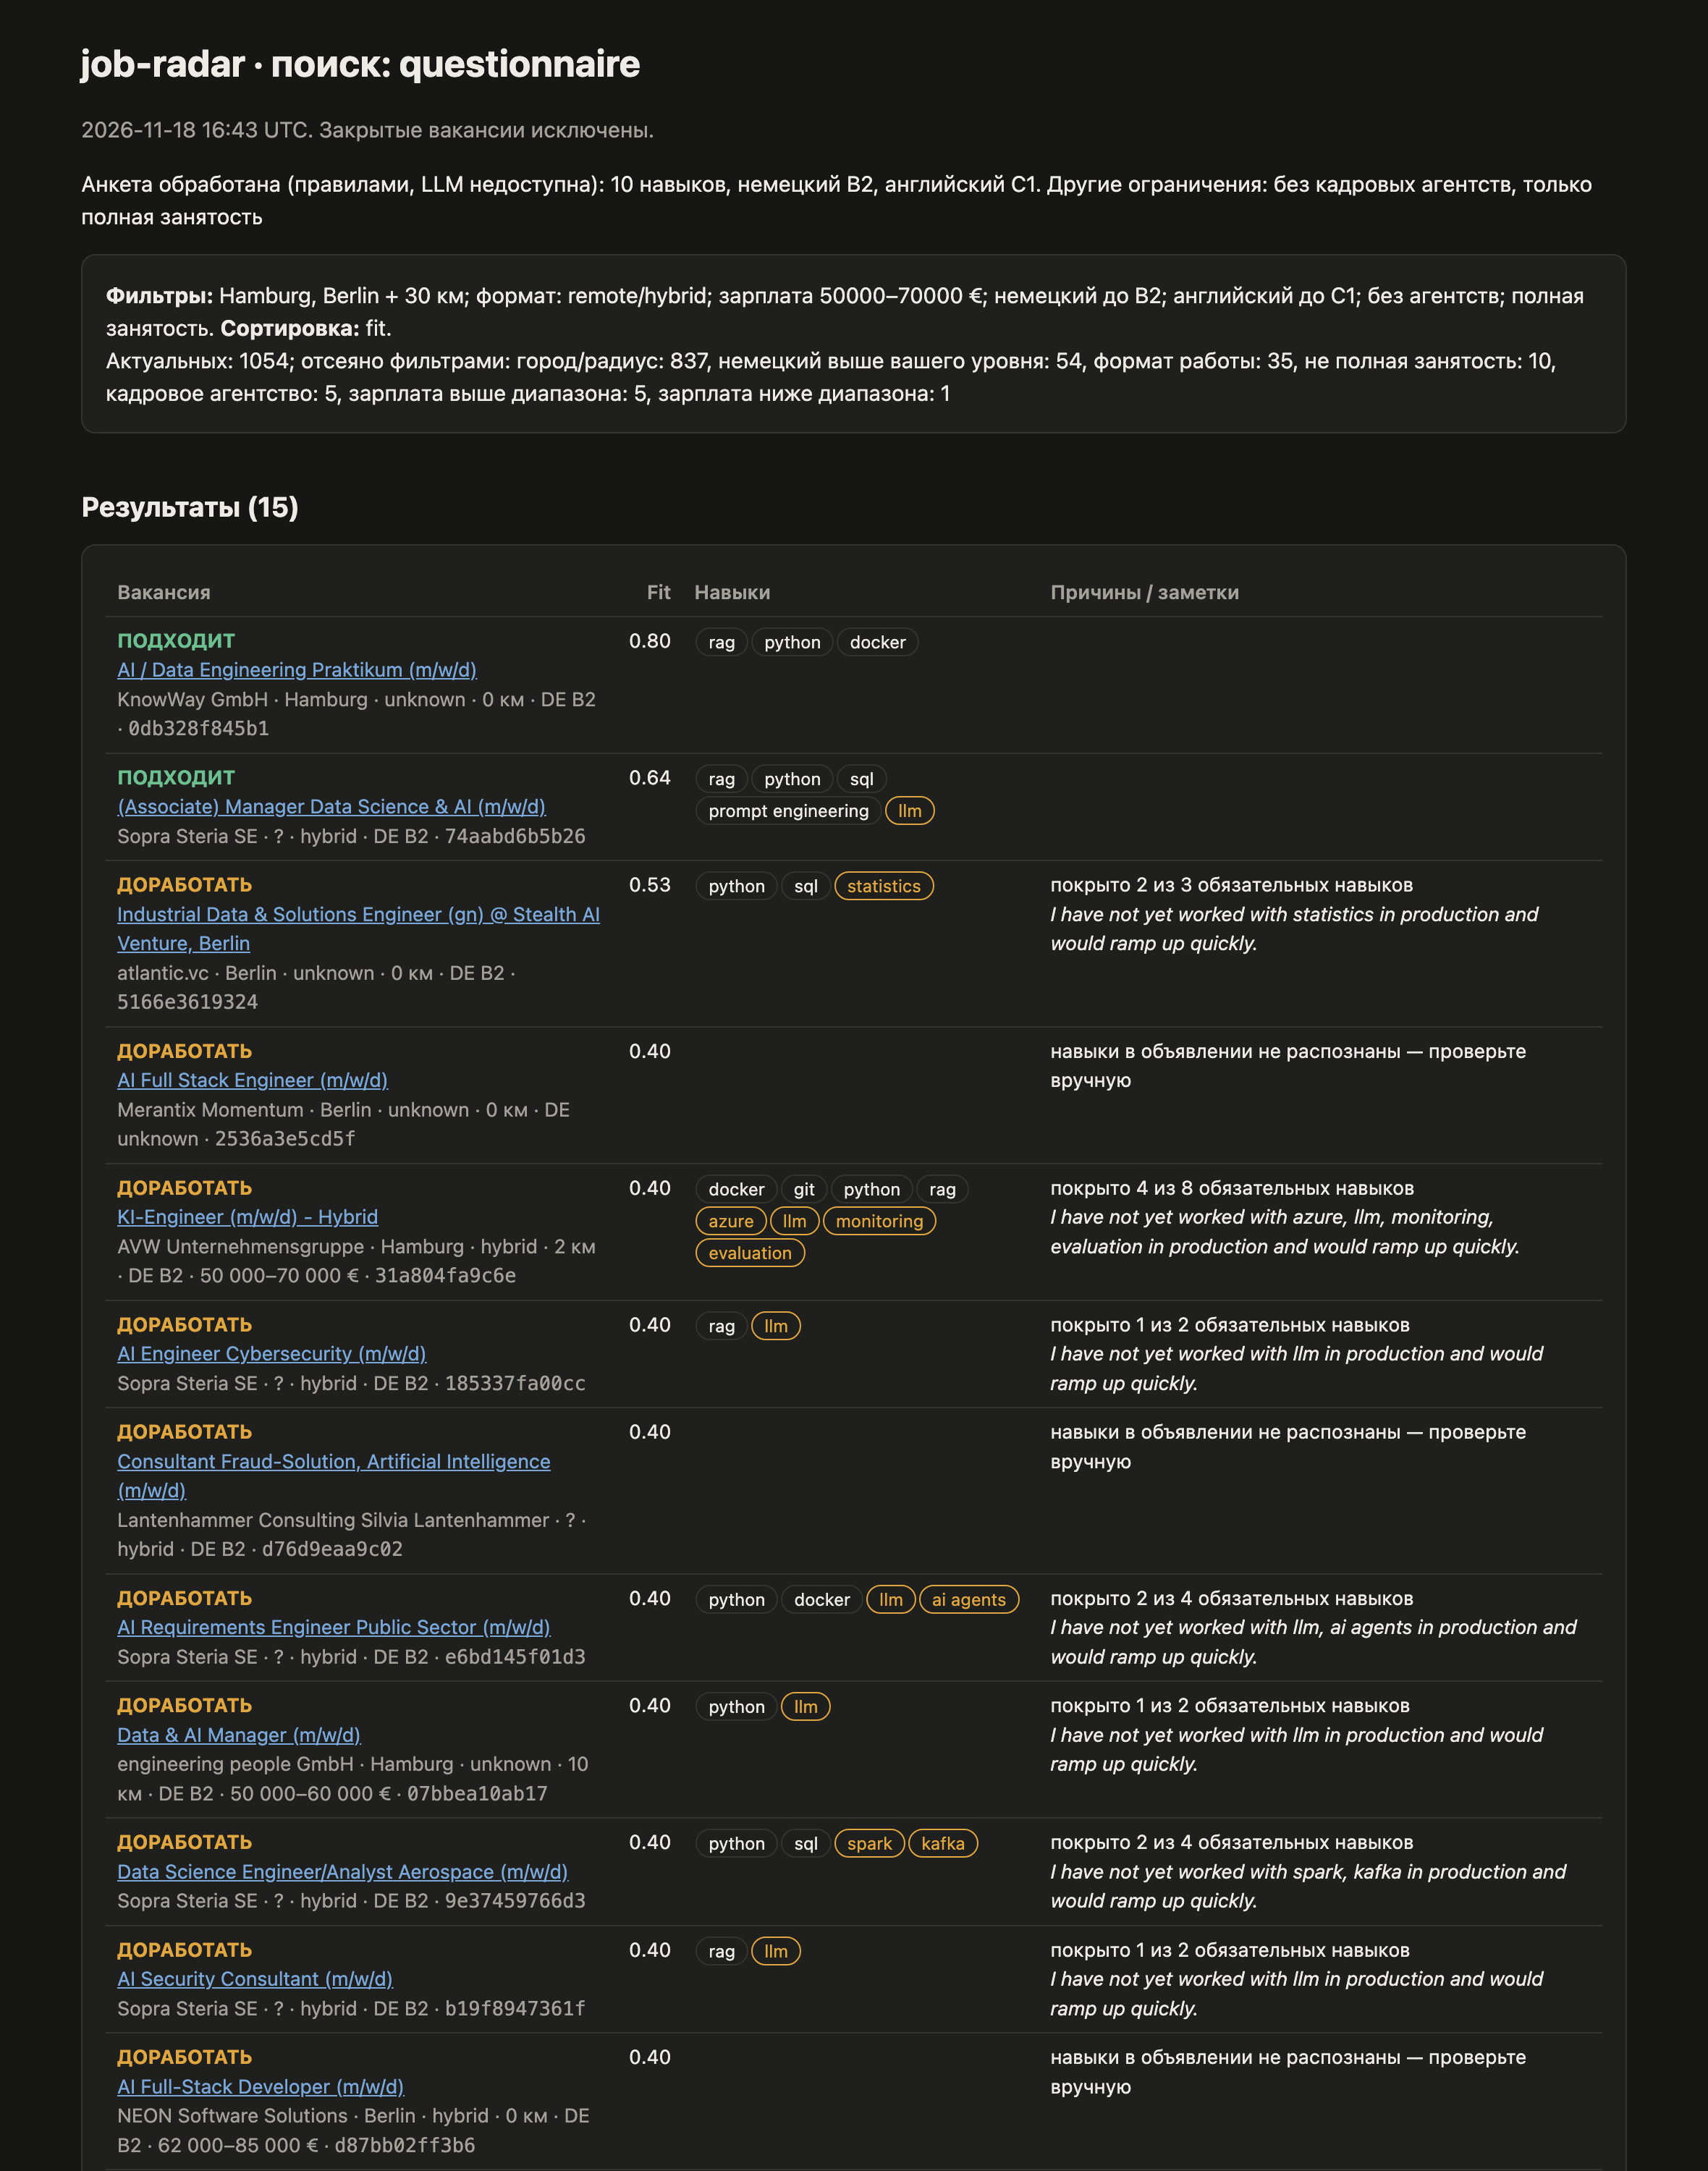 job-radar · поиск: questionnaire
2026-11-18 16:43 UTC. Закрытые вакансии исключены.
Анкета обработана (правилами, LLM недоступна): 10 навыков, немецкий B2, английский C1. Другие ограничения: без кадровых агентств, только
полная занятость
Фильтры: Hamburg, Berlin + 30 км; формат: remote/hybrid; зарплата 50000–70000 €; немецкий до B2; английский до C1; без агентств; полная
занятость. Сортировка: fit.
Актуальных: 1054; отсеяно фильтрами: город/радиус: 837, немецкий выше вашего уровня: 54, формат работы: 35, не полная занятость: 10,
кадровое агентство: 5, зарплата выше диапазона: 5, зарплата ниже диапазона: 1
Результаты (15)
Вакансия Fit Навыки Причины / заметки
ПОДХОДИТ 0.80 rag python docker
AI / Data Engineering Praktikum (m/w/d)
KnowWay GmbH · Hamburg · unknown · 0 км · DE B2
· 0db328f845b1
ПОДХОДИТ 0.64 rag python sql
(Associate) Manager Data Science & AI (m/w/d) prompt engineering llm
Sopra Steria SE · ? · hybrid · DE B2 · 74aabd6b5b26
ДОРАБОТАТЬ 0.53 python sql statistics покрыто 2 из 3 обязательных навыков
Industrial Data & Solutions Engineer (gn) @ Stealth AI I have not yet worked with statistics in production and
Venture, Berlin would ramp up quickly.
atlantic.vc · Berlin · unknown · 0 км · DE B2 ·
5166e3619324
ДОРАБОТАТЬ 0.40 навыки в объявлении не распознаны — проверьте
AI Full Stack Engineer (m/w/d) вручную
Merantix Momentum · Berlin · unknown · 0 км · DE
unknown · 2536a3e5cd5f
ДОРАБОТАТЬ 0.40 docker git python rag покрыто 4 из 8 обязательных навыков
KI-Engineer (m/w/d) - Hybrid azure llm monitoring I have not yet worked with azure, llm, monitoring,
AVW Unternehmensgruppe · Hamburg · hybrid · 2 км evaluation evaluation in production and would ramp up quickly.
· DE B2 · 50 000–70 000 € · 31a804fa9c6e
ДОРАБОТАТЬ 0.40 rag llm покрыто 1 из 2 обязательных навыков
AI Engineer Cybersecurity (m/w/d) I have not yet worked with llm in production and would
Sopra Steria SE · ? · hybrid · DE B2 · 185337fa00cc ramp up quickly.
ДОРАБОТАТЬ 0.40 навыки в объявлении не распознаны — проверьте
Consultant Fraud-Solution, Artificial Intelligence вручную
(m/w/d)
Lantenhammer Consulting Silvia Lantenhammer · ? ·
hybrid · DE B2 · d76d9eaa9c02
ДОРАБОТАТЬ 0.40 python docker llm ai agents покрыто 2 из 4 обязательных навыков
AI Requirements Engineer Public Sector (m/w/d) I have not yet worked with llm, ai agents in production and
Sopra Steria SE · ? · hybrid · DE B2 · e6bd145f01d3 would ramp up quickly.
ДОРАБОТАТЬ 0.40 python llm покрыто 1 из 2 обязательных навыков
Data & AI Manager (m/w/d) I have not yet worked with llm in production and would
engineering people GmbH · Hamburg · unknown · 10 ramp up quickly.
км · DE B2 · 50 000–60 000 € · 07bbea10ab17
ДОРАБОТАТЬ 0.40 python sql spark kafka покрыто 2 из 4 обязательных навыков
Data Science Engineer/Analyst Aerospace (m/w/d) I have not yet worked with spark, kafka in production and
Sopra Steria SE · ? · hybrid · DE B2 · 9e37459766d3 would ramp up quickly.
ДОРАБОТАТЬ 0.40 rag llm покрыто 1 из 2 обязательных навыков
AI Security Consultant (m/w/d) I have not yet worked with llm in production and would
Sopra Steria SE · ? · hybrid · DE B2 · b19f8947361f ramp up quickly.
ДОРАБОТАТЬ 0.40 навыки в объявлении не распознаны — проверьте
AI Full-Stack Developer (m/w/d) вручную
NEON Software Solutions · Berlin · hybrid · 0 км · DE
B2 · 62 000–85 000 € · d87bb02ff3b6